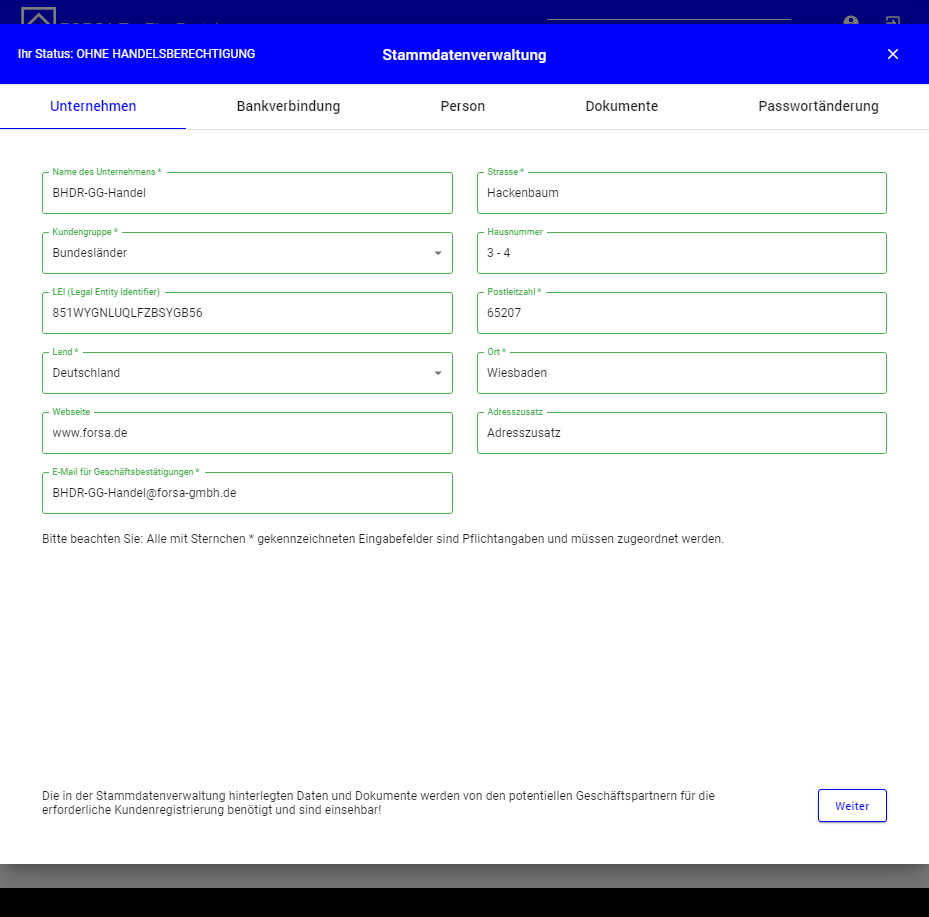 Ihr Status: OHNE HANDELSBERECHTIGUNG
Stammdatenverwaltung
Unternehmen
Bankverbindung
Person
Dokumente
Passwortänderung
Name des Unternehmens *
BHDR-GG-Handel
Strasse *
Hackenbaum
Kundengruppe *
Bundesländer
Hausnummer
3 - 4
LEI (Legal Entity Identifier)
851WYGNLUQLFZBSYGB56
Postleitzahl *
65207
Land *
Deutschland
Ort *
Wiesbaden
Webseite
www.forsa.de
Adresszusatz
Adresszusatz
E-Mail für Geschäftsbestätigungen *
BHDR-GG-Handel@forsa-gmbh.de
Bitte beachten Sie: Alle mit Sternchen * gekennzeichneten Eingabefelder sind Pflichtangaben und müssen zugeordnet werden.
Die in der Stammdatenverwaltung hinterlegten Daten und Dokumente werden von den potentiellen Geschäftspartnern für die
erforderliche Kundenregistrierung benötigt und sind einsehbar!
Weiter